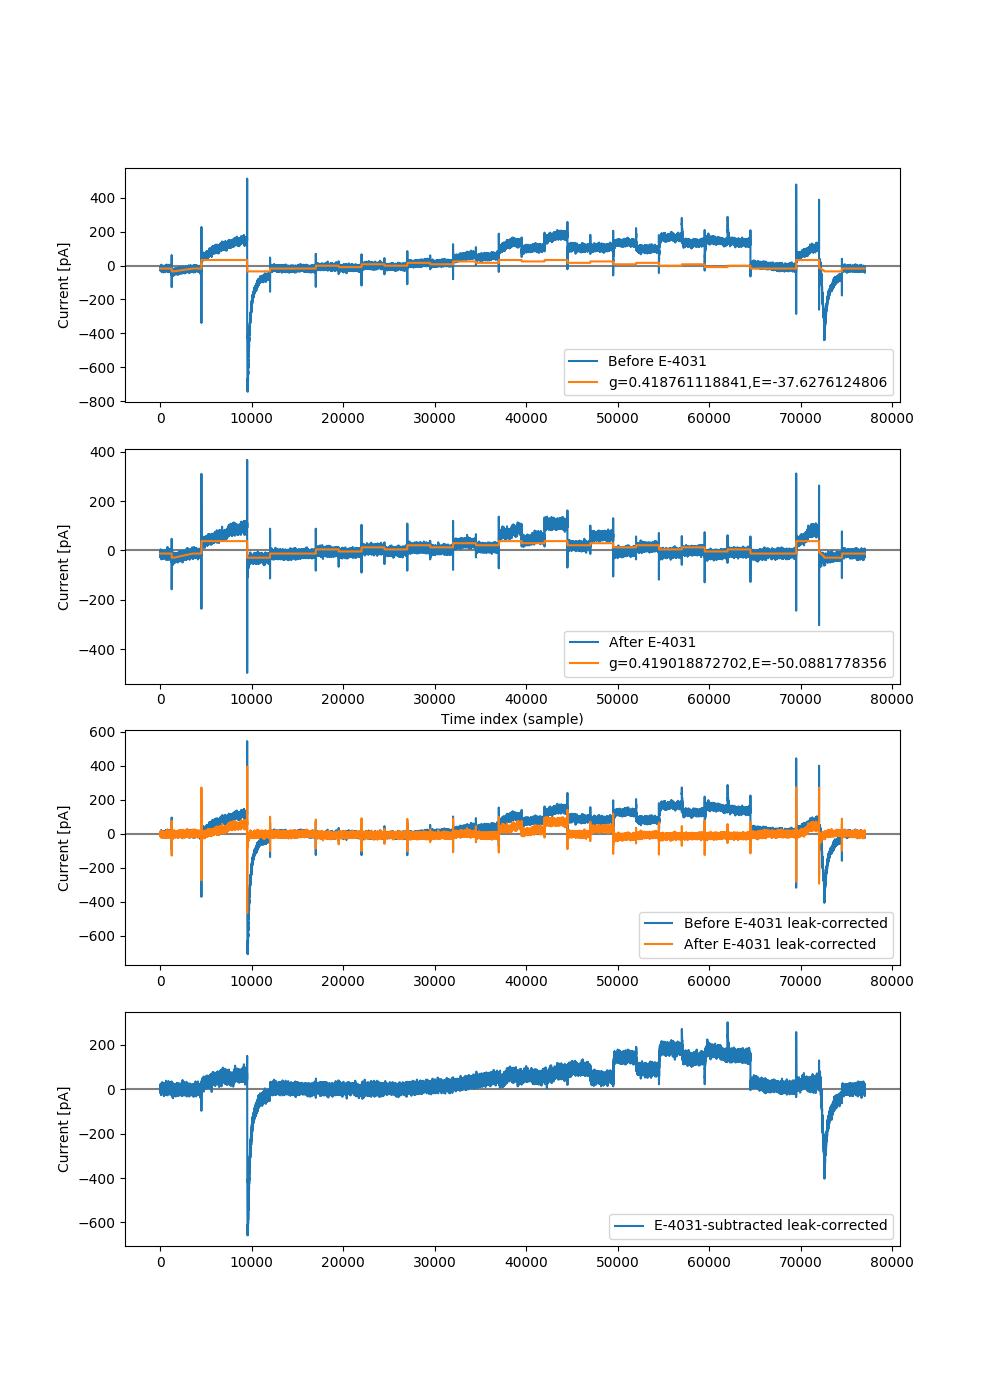 400
200
0
−200
−400
−600
−800
Current [pA]
Before E-4031
g=0.418761118841,E=-37.6276124806
0 10000 20000 30000 40000 50000 60000 70000 80000
400
200
0
−200
−400
Current [pA]
After E-4031
g=0.419018872702,E=-50.0881778356
0 10000 20000 30000 40000 50000 60000 70000 80000
Time index (sample)
600
400
200
0
−200
−400
−600
Current [pA]
Before E-4031 leak-corrected
After E-4031 leak-corrected
0 10000 20000 30000 40000 50000 60000 70000 80000
200
0
−200
−400
−600
Current [pA]
E-4031-subtracted leak-corrected
0 10000 20000 30000 40000 50000 60000 70000 80000